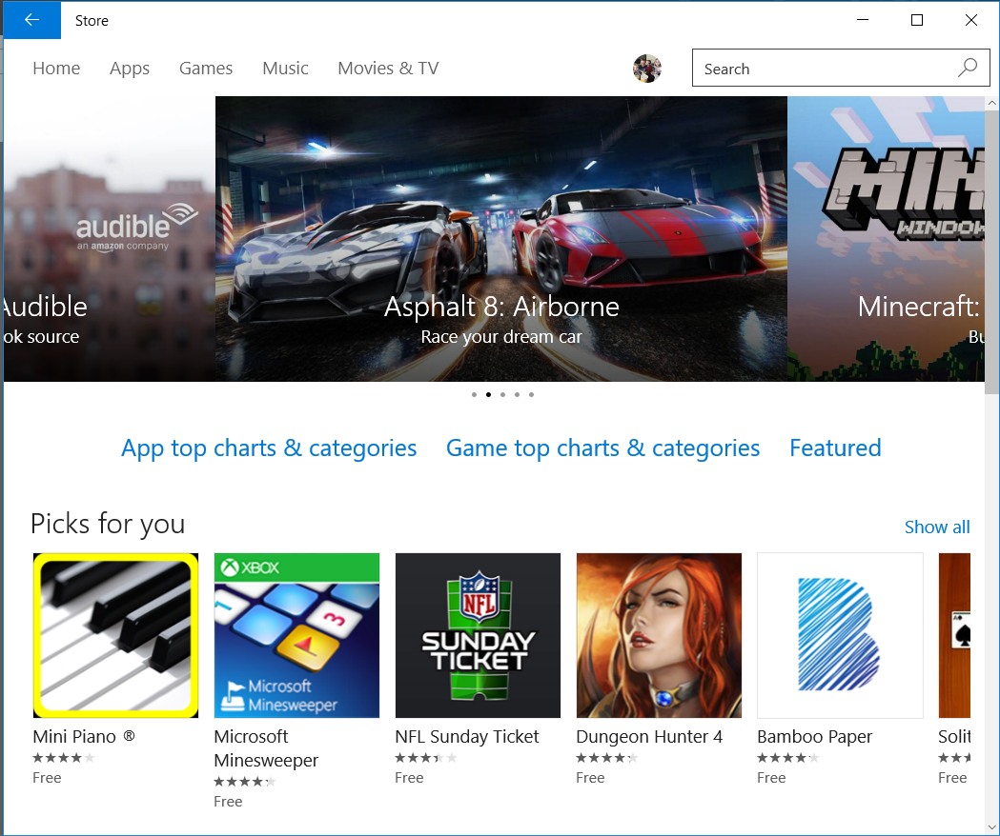 Store
Home Apps Games Music Movies & TV Search
audible
an amazon company
MIN
WINDOW
Audible
ook source
Asphalt 8: Airborne
Race your dream car
Minecraft:
Bu
App top charts & categories Game top charts & categories Featured
Picks for you Show all
XBOX
1
3
Microsoft
Minesweeper
NFL
SUNDAY
TICKET
B
A
Mini Piano ®
Free
Microsoft
Minesweeper
Free
NFL Sunday Ticket
Free
Dungeon Hunter 4
Free
Bamboo Paper
Free
Solit
Free